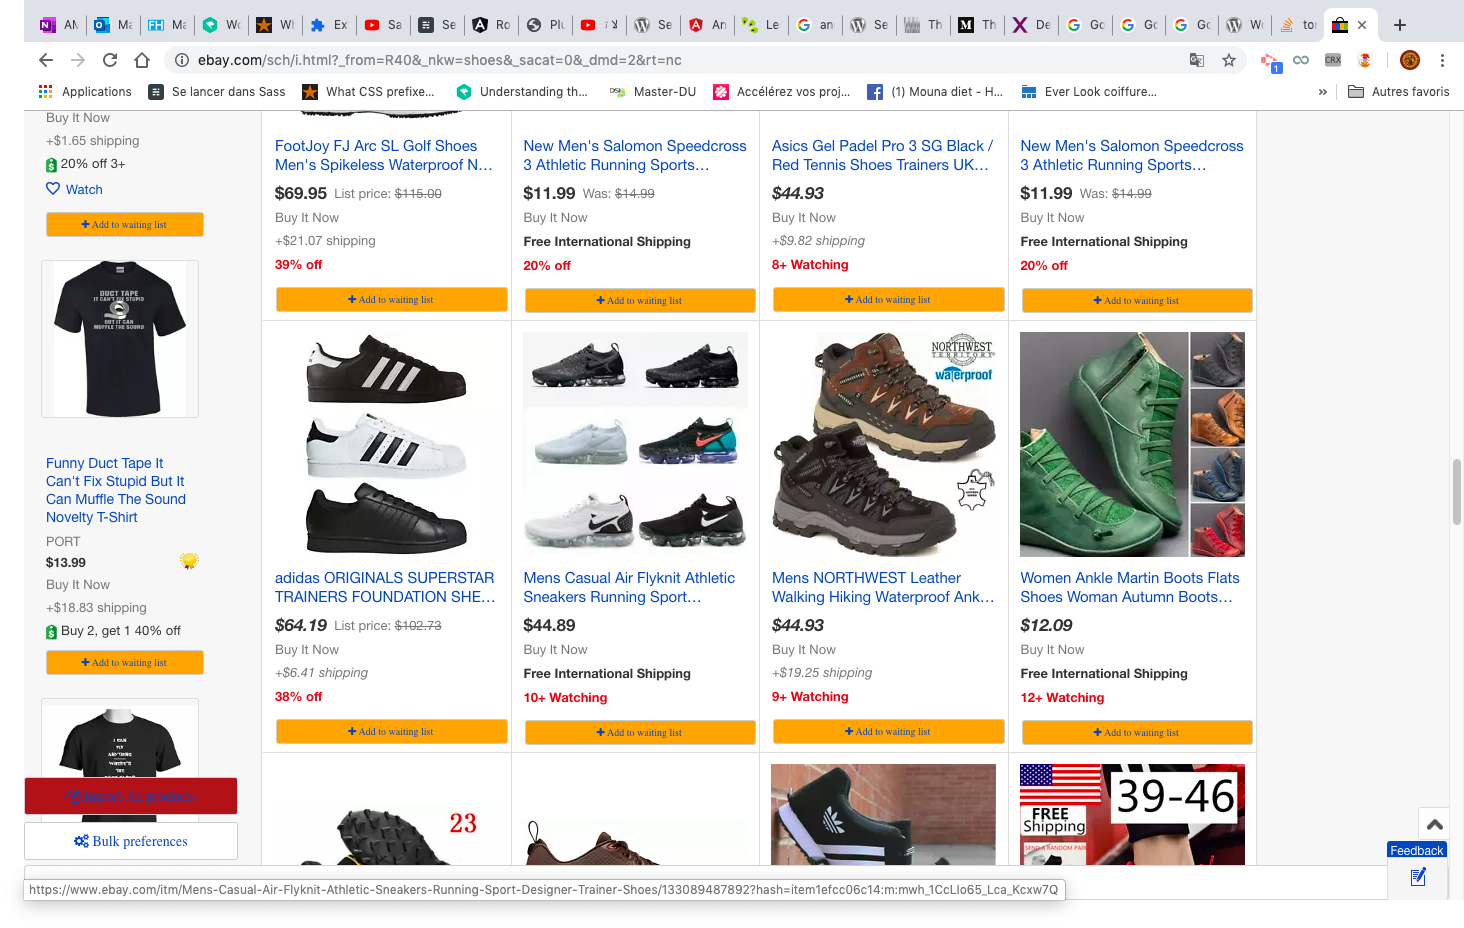 AN
Ma
Ma
Wo
Wh
Ex
Sa
Se
Ro
Plu
Se
An
Le
an
Se
Th
Th
De
Go
Go
Go
Wo
to
ebay.com/sch/i.html?_from=R40&_nkw=shoes&_sacat=0&_dmd=2&rt=nc
CRX
1
Applications
Se lancer dans Sass
What CSS prefixe...
Understanding th...
Master-DU
Accélérez vos proj...
(1) Mouna diet - H...
Ever Look coiffure...
»
Autres favoris
Buy It Now
+$1.65 shipping
20% off 3+
Watch
+ Add to waiting list
FootJoy FJ Arc SL Golf Shoes
Men's Spikeless Waterproof N...
$69.95 List price: $115.00
Buy It Now
+$21.07 shipping
39% off
+ Add to waiting list
New Men's Salomon Speedcross
3 Athletic Running Sports...
$11.99 Was: $14.99
Buy It Now
Free International Shipping
20% off
+ Add to waiting list
Asics Gel Padel Pro 3 SG Black /
Red Tennis Shoes Trainers UK...
$44.93
Buy It Now
+$9.82 shipping
8+ Watching
+ Add to waiting list
New Men's Salomon Speedcross
3 Athletic Running Sports...
$11.99 Was: $14.99
Buy It Now
Free International Shipping
20% off
+ Add to waiting list
DUCT TAPE
IT CAN'T FIX STUPID
BUT IT CAN
MUFFLE THE SOUND
Funny Duct Tape It
Can't Fix Stupid But It
Can Muffle The Sound
Novelty T-Shirt
PORT
$13.99
Buy It Now
+$18.83 shipping
Buy 2, get 1 40% off
+ Add to waiting list
adidas ORIGINALS SUPERSTAR
TRAINERS FOUNDATION SHE...
$64.19 List price: $102.73
Buy It Now
+$6.41 shipping
38% off
+ Add to waiting list
Mens Casual Air Flyknit Athletic
Sneakers Running Sport...
$44.89
Buy It Now
Free International Shipping
10+ Watching
+ Add to waiting list
NORTHWEST
TERRITORY
waterproof
Mens NORTHWEST Leather
Walking Hiking Waterproof Ank...
$44.93
Buy It Now
+$19.25 shipping
9+ Watching
+ Add to waiting list
Women Ankle Martin Boots Flats
Shoes Woman Autumn Boots...
$12.09
Buy It Now
Free International Shipping
12+ Watching
+ Add to waiting list
I CAN
FIX
ANYTHING
WHERE'S
THE
Import All products
Bulk preferences
23
39-46
FREE
Shipping
SEND A RANDOM PAIR
Feedback
https://www.ebay.com/itm/Mens-Casual-Air-Flyknit-Athletic-Sneakers-Running-Sport-Designer-Trainer-Shoes/133089487892?hash=item1efcc06c14:m:mwh_1CcLlo65_Lca_Kcxw7Q